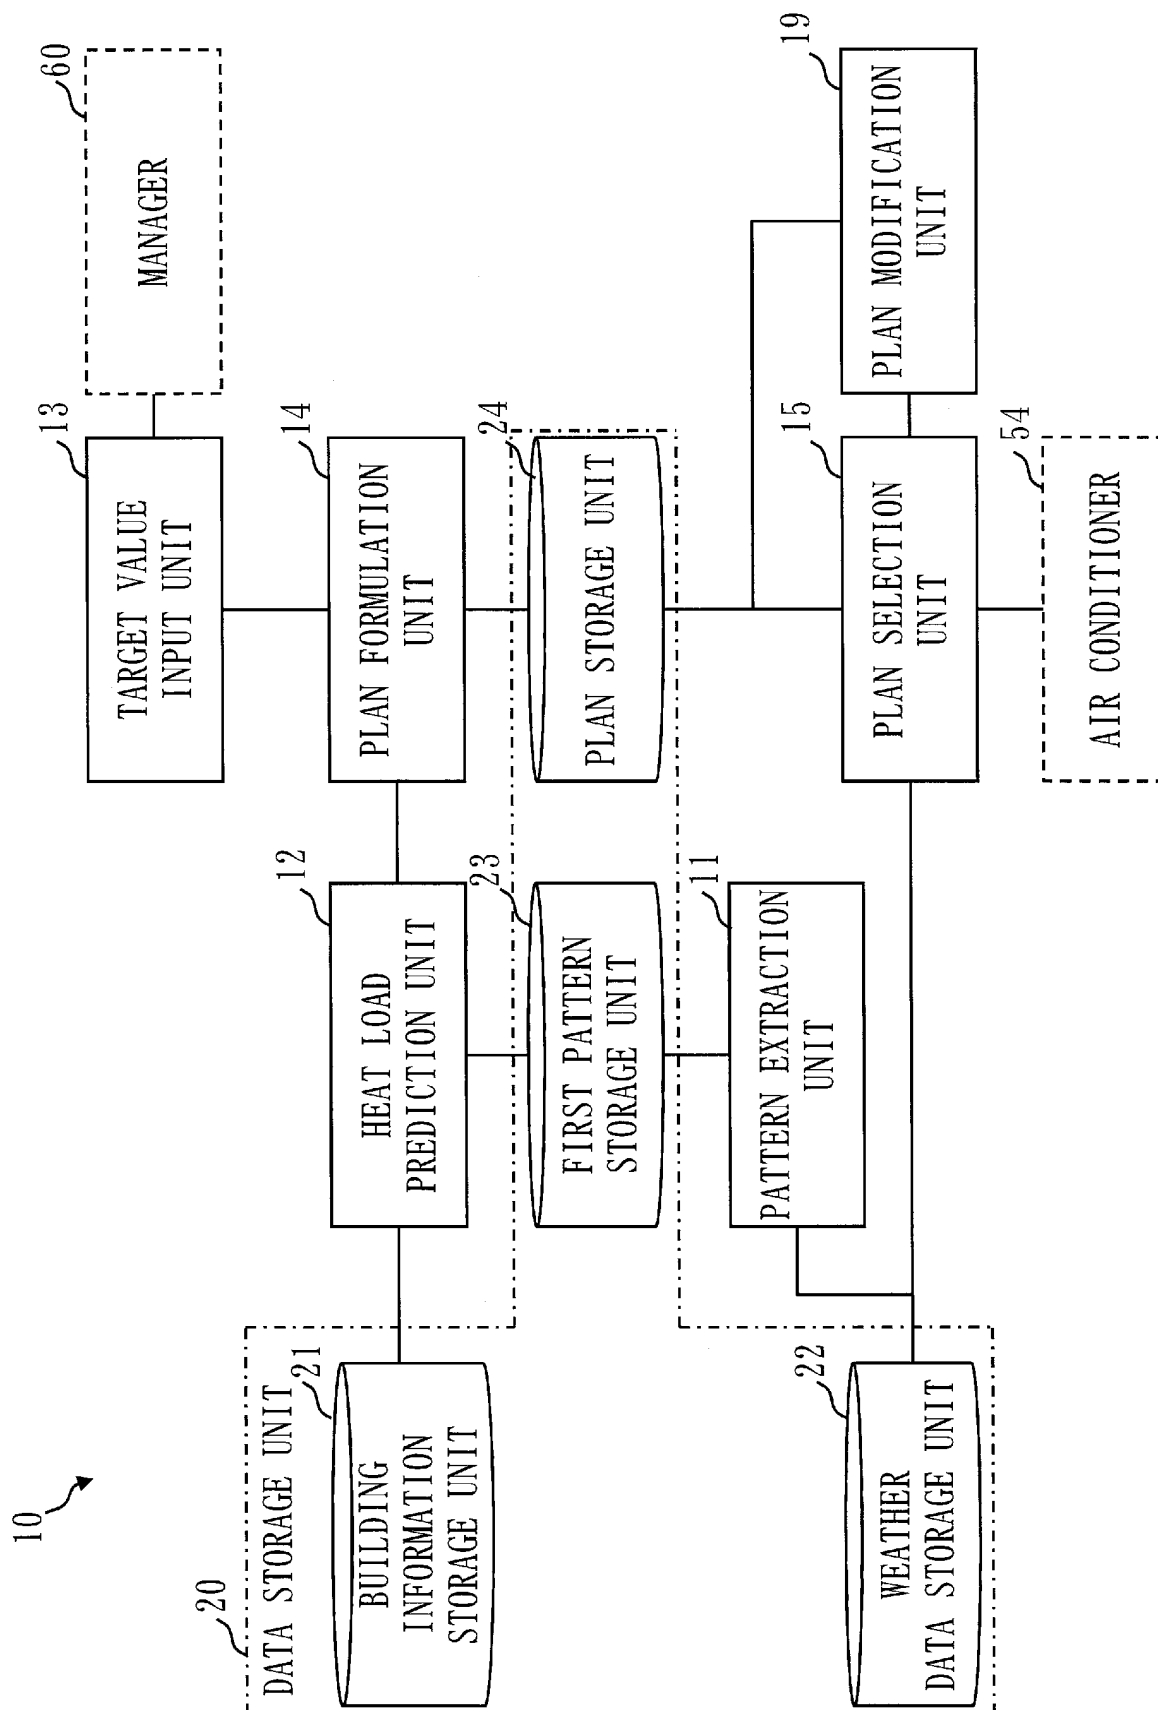 10
20
DATA STORAGE UNIT
21
BUILDING
INFORMATION
STORAGE UNIT
22
WEATHER
DATA STORAGE UNIT
12
HEAT LOAD
PREDICTION UNIT
23
FIRST PATTERN
STORAGE UNIT
11
PATTERN EXTRACTION
UNIT
13
TARGET VALUE
INPUT UNIT
14
PLAN FORMULATION
UNIT
24
PLAN STORAGE UNIT
15
PLAN SELECTION
UNIT
54
AIR CONDITIONER
60
MANAGER
19
PLAN MODIFICATION
UNIT